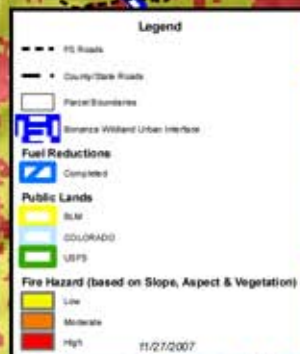 Legend
FS Roads
County/State Roads
Parcel Boundaries
Bonanza Wildland Urban Interface
Fuel Reductions
Completed
Public Lands
BLM
COLORADO
USFS
Fire Hazard (based on Slope, Aspect & Vegetation)
Low
Moderate
High
11/27/2007